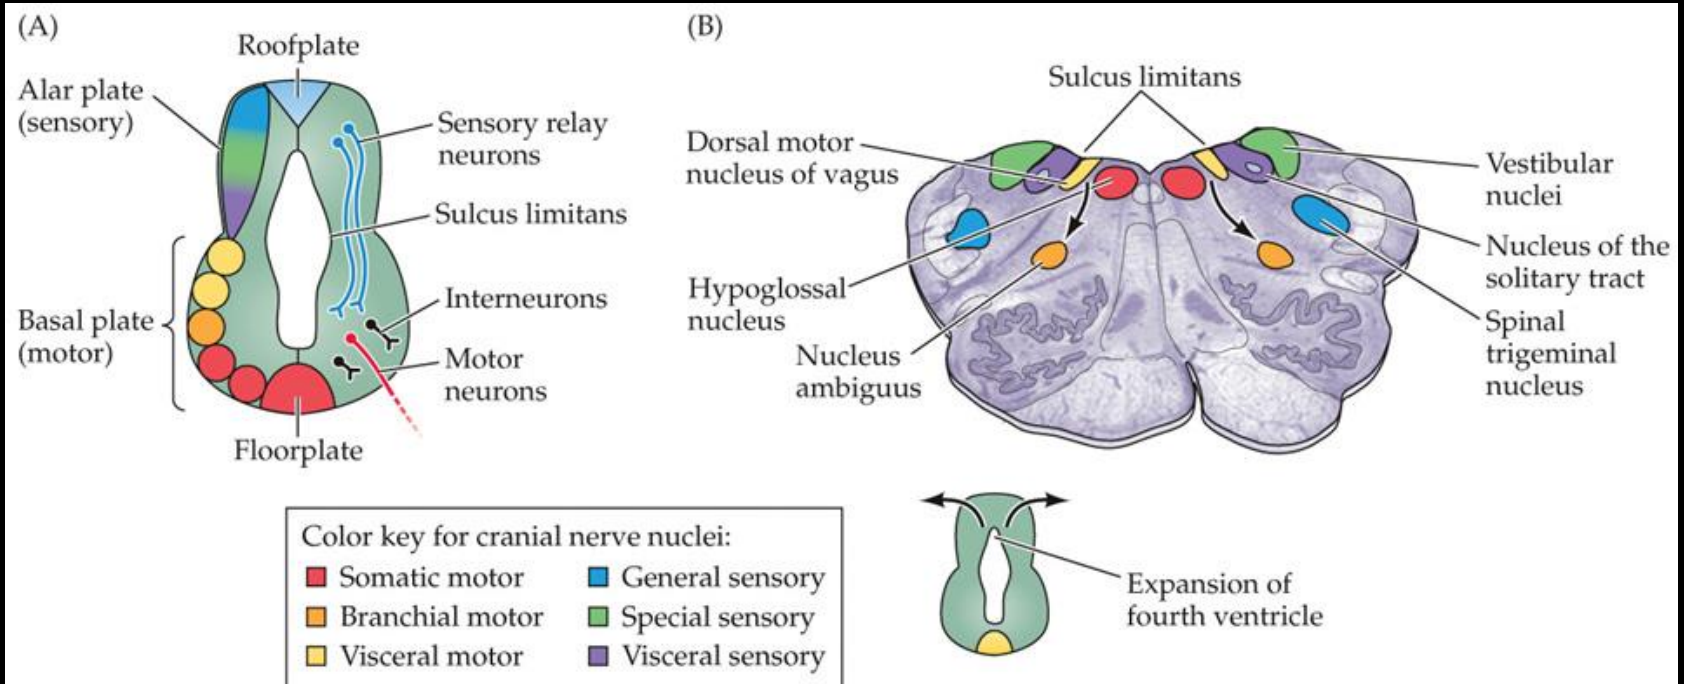 (A)
Roofplate
Alar plate
(sensory)
Sensory relay
neurons
Sulcus limitans
Interneurons
Basal plate
(motor)
Motor
neurons
Floorplate
(B)
Sulcus limitans
Dorsal motor
nucleus of vagus
Vestibular
nuclei
Nucleus of the
solitary tract
Hypoglossal
nucleus
Spinal
trigeminal
nucleus
Nucleus
ambiguus
Expansion of
fourth ventricle
Color key for cranial nerve nuclei:
Somatic motor
General sensory
Branchial motor
Special sensory
Visceral motor
Visceral sensory